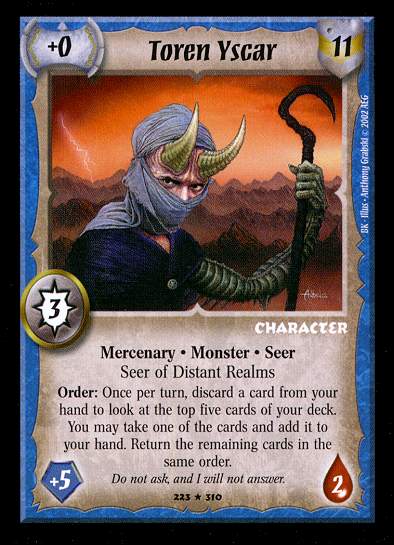 +0
Toren Yscar
11
BK • Illus • Anthony Grabski © 2002 AEG
3
CHARACTER
Mercenary • Monster • Seer
Seer of Distant Realms
Order: Once per turn, discard a card from your
hand to look at the top five cards of your deck.
You may take one of the cards and add it to
your hand. Return the remaining cards in the
same order.
Do not ask, and I will not answer.
+5
223 ★ 310
2